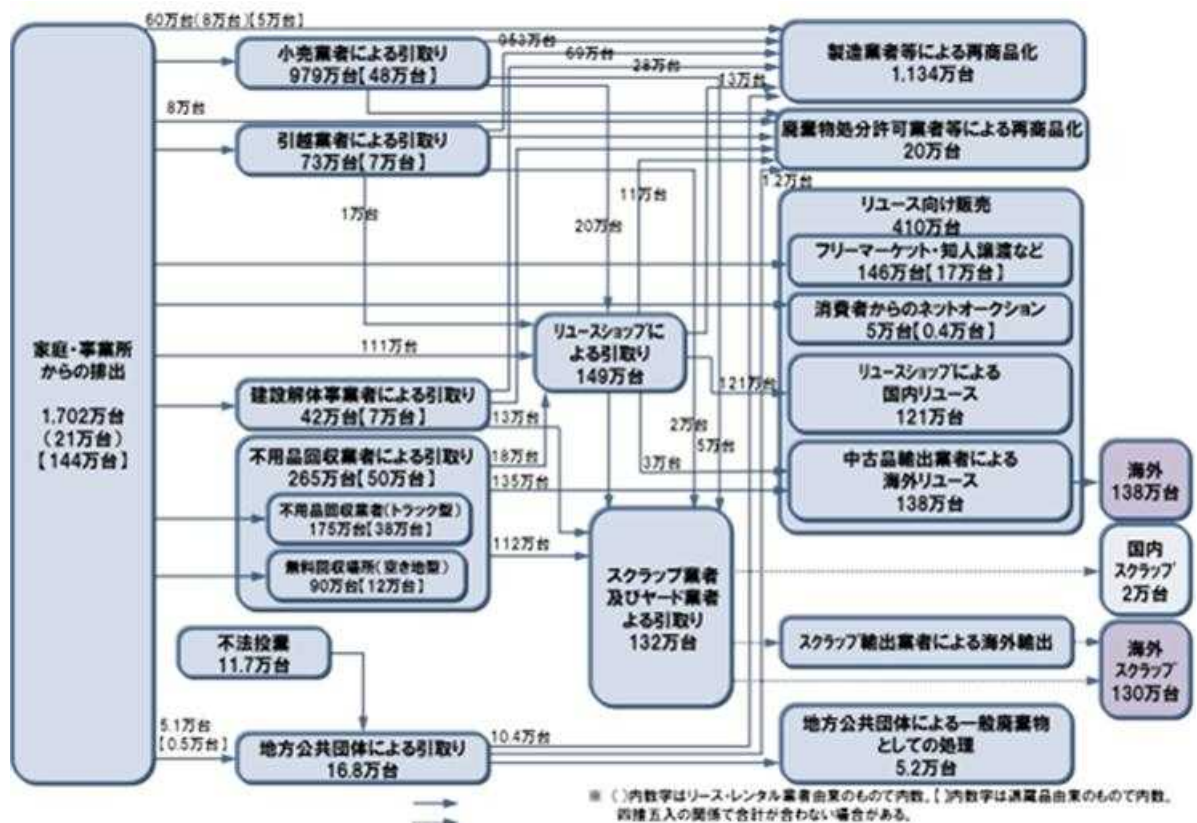 60万台(8万台)【5万台】
小売業者による引取り
979万台【48万台】
953万台
69万台
28万台
13万台
製造業者等による再商品化
1,134万台
8万台
引越業者による引取り
73万台【7万台】
廃棄物処分許可業者等による再商品化
20万台
1.2万台
11万台
1万台
20万台
リユース向け販売
410万台
フリーマーケット・知人譲渡など
146万台【17万台】
消費者からのネットオークション
5万台【0.4万台】
家庭・事業所
からの排出
1,702万台
(21万台)
【144万台】
111万台
リユースショップに
よる引取り
149万台
121万台
リユースショップによる
国内リユース
121万台
建設解体事業者による引取り
42万台【7万台】
13万台
2万台
5万台
不用品回収業者による引取り
265万台【50万台】
18万台
135万台
3万台
中古品輸出業者による
海外リユース
138万台
海外
138万台
不用品回収業者(トラック型)
175万台【38万台】
112万台
無料回収場所(空き地型)
90万台【12万台】
スクラップ業者
及びヤード業者
よる引取り
132万台
国内
スクラップ
2万台
不法投棄
11.7万台
スクラップ輸出業者による海外輸出
海外
スクラップ
130万台
5.1万台
【0.5万台】
地方公共団体による引取り
16.8万台
10.4万台
地方公共団体による一般廃棄物
としての処理
5.2万台
※ ( )内数字はリース・レンタル業者由来のもので内数。【 】内数字は退蔵品由来のもので内数。
四捨五入の関係で合計が合わない場合がある。